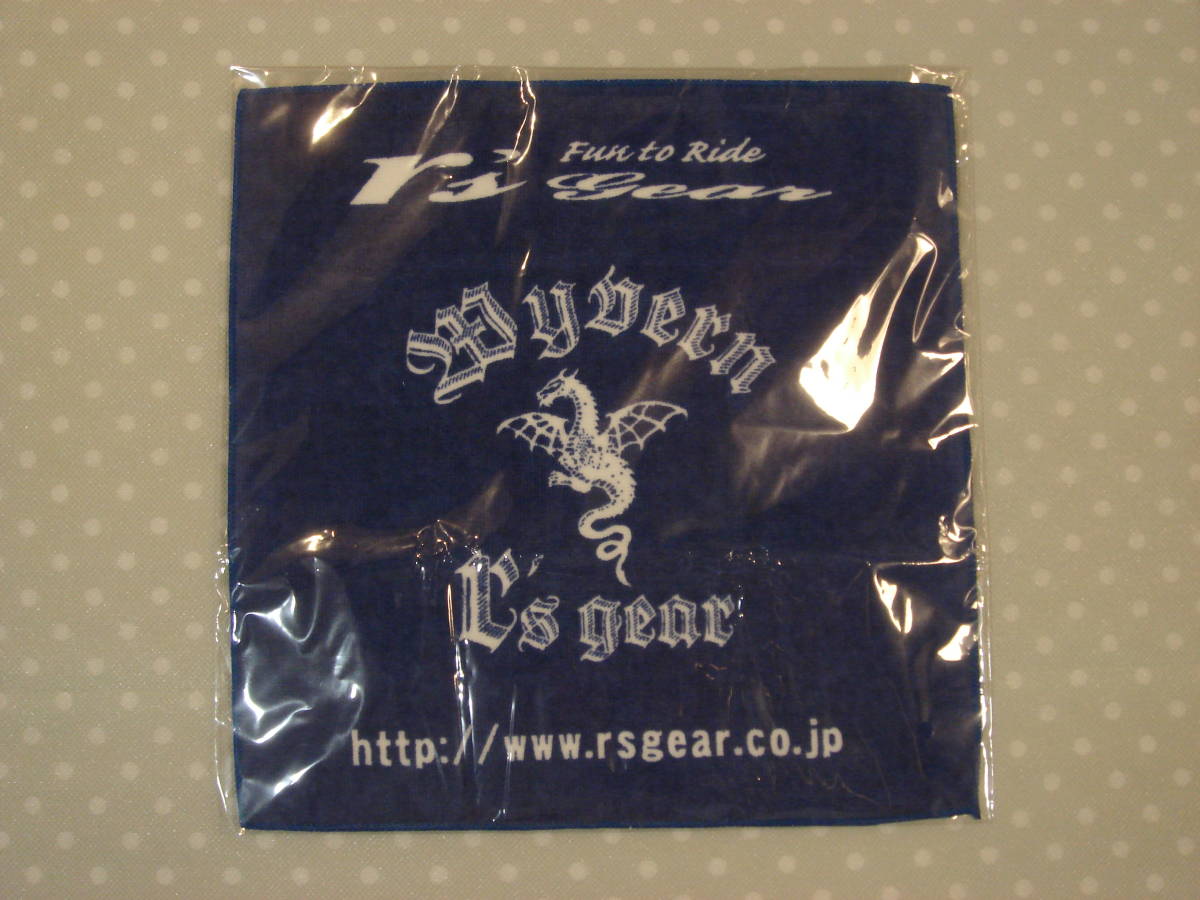 Fun to Ride
r's Gear
Wyvern
r's gear
http://www.rsgear.co.jp